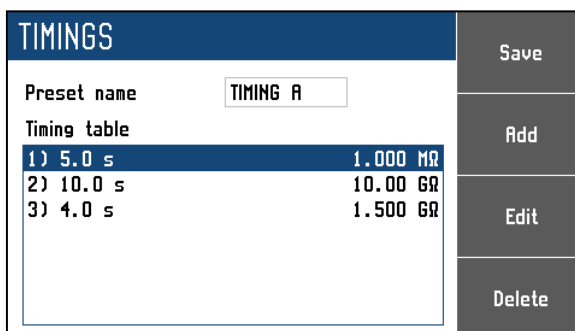 TIMINGS
Save
Preset name TIMING A
Add
Timing table
1) 5.0 s 1.000 MΩ
2) 10.0 s 10.00 GΩ
3) 4.0 s 1.500 GΩ
Edit
Delete